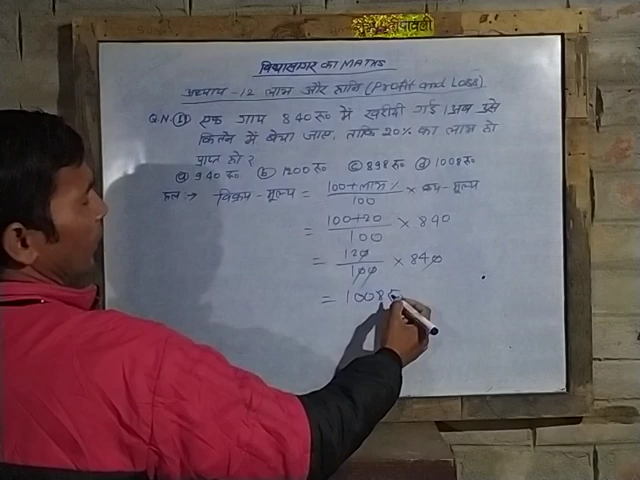 विद्यासागर का MATHS
अध्याय - 12 लाभ और हानि (Profit and Loss)
Q.N. 1) एक गाय 840 रु० में खरीदी गई। अब उसे
कितने में बेचा जाए, ताकि 20% का लाभ हो
प्राप्त हो?
(a) 940 रु० (b) 1200 रु० (c) 898 रु० (d) 1008 रु०
हल :→ विक्रय - मूल्य = 100+लाभ% / 100 × क्रय - मूल्य
= 100+20 / 100 × 840
= 120 / 100 × 840
= 1008 रु